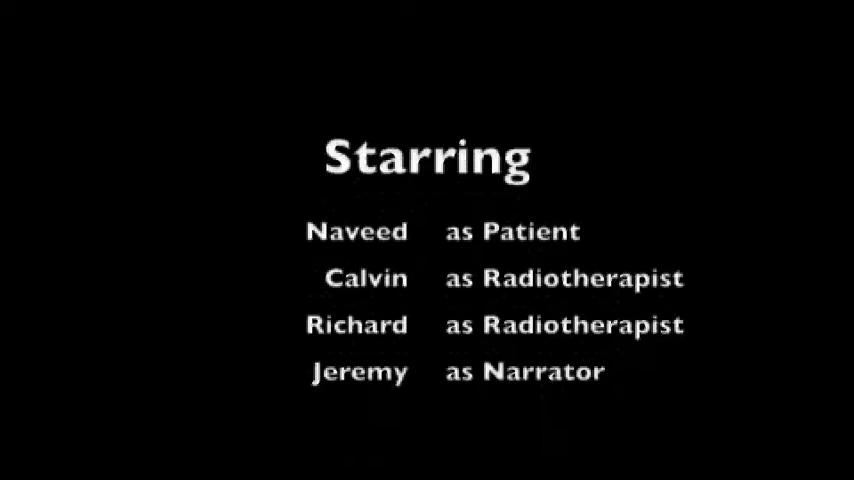 Starring
Naveed as Patient
Calvin as Radiotherapist
Richard as Radiotherapist
Jeremy as Narrator